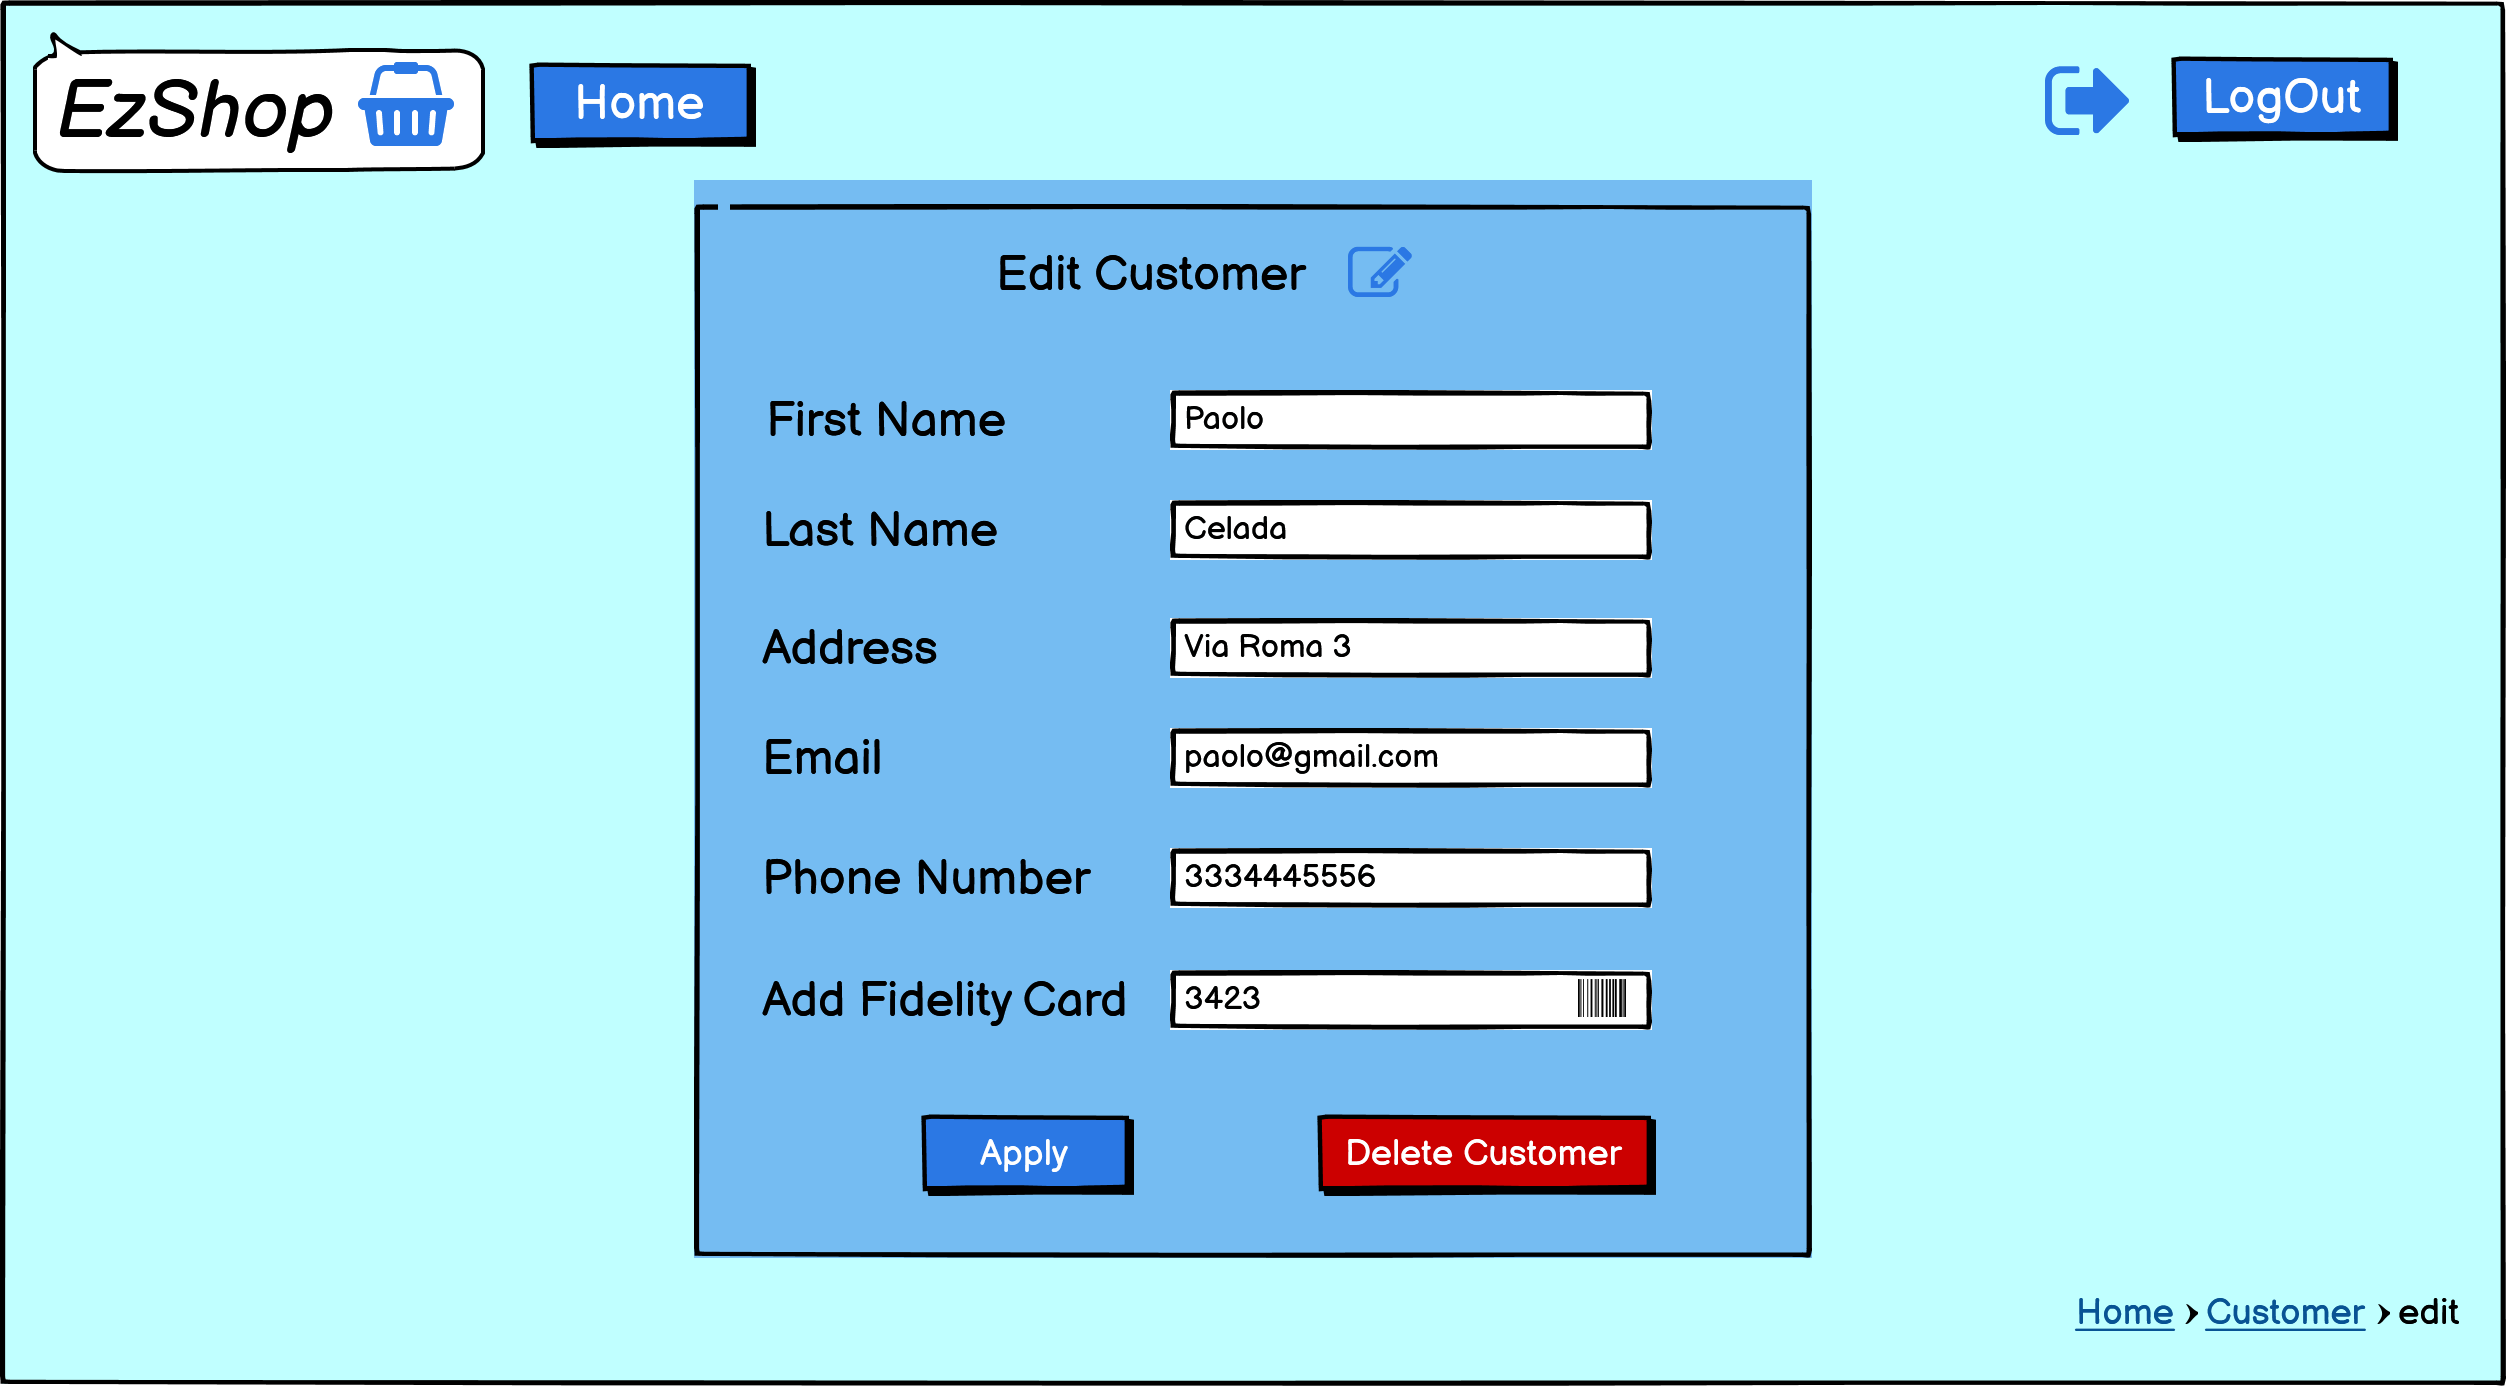 EzShop
Home
LogOut
Edit Customer
First Name Paolo
Last Name Celada
Address Via Roma 3
Email paolo@gmail.com
Phone Number 3334445556
Add Fidelity Card 3423
Apply
Delete Customer
Home > Customer > edit